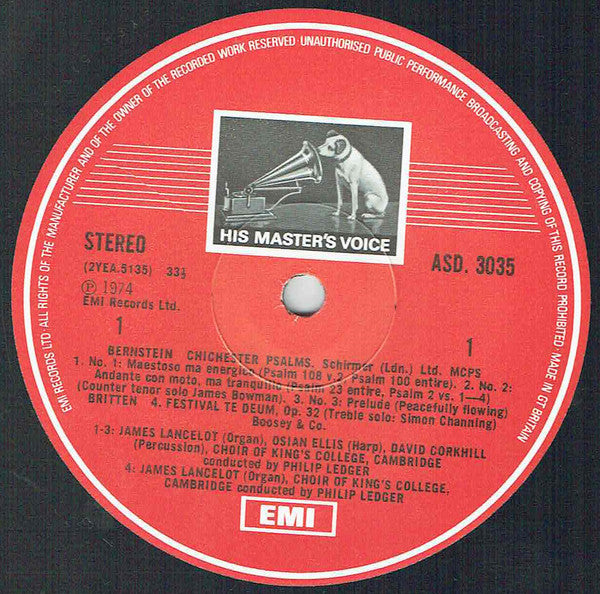 EMI RECORDS LTD · ALL RIGHTS OF THE MANUFACTURER AND OF THE OWNER OF THE RECORDED WORK RESERVED · UNAUTHORISED PUBLIC PERFORMANCE BROADCASTING AND COPYING OF THIS RECORD PROHIBITED MADE IN GT BRITAIN
HIS MASTER'S VOICE
STEREO
ASD. 3035
(2YEA.5135) 33⅓
Ⓟ 1974
EMI Records Ltd.
1
1
BERNSTEIN CHICHESTER PSALMS. Schirmer (Ldn.) Ltd. MCPS
1. No. 1: Maestoso ma energico (Psalm 108 v.2, Psalm 100 entire). 2. No. 2:
Andante con moto, ma tranquillo (Psalm 23 entire, Psalm 2 vs. 1—4)
(Counter tenor solo James Bowman). 3. No. 3: Prelude (Peacefully flowing)
BRITTEN 4. FESTIVAL TE DEUM, Op. 32 (Treble solo: Simon Channing)
Boosey & Co.
1-3: JAMES LANCELOT (Organ), OSIAN ELLIS (Harp), DAVID CORKHILL
(Percussion), CHOIR OF KING'S COLLEGE, CAMBRIDGE
conducted by PHILIP LEDGER
4: JAMES LANCELOT (Organ), CHOIR OF KING'S COLLEGE,
CAMBRIDGE conducted by PHILIP LEDGER
EMI